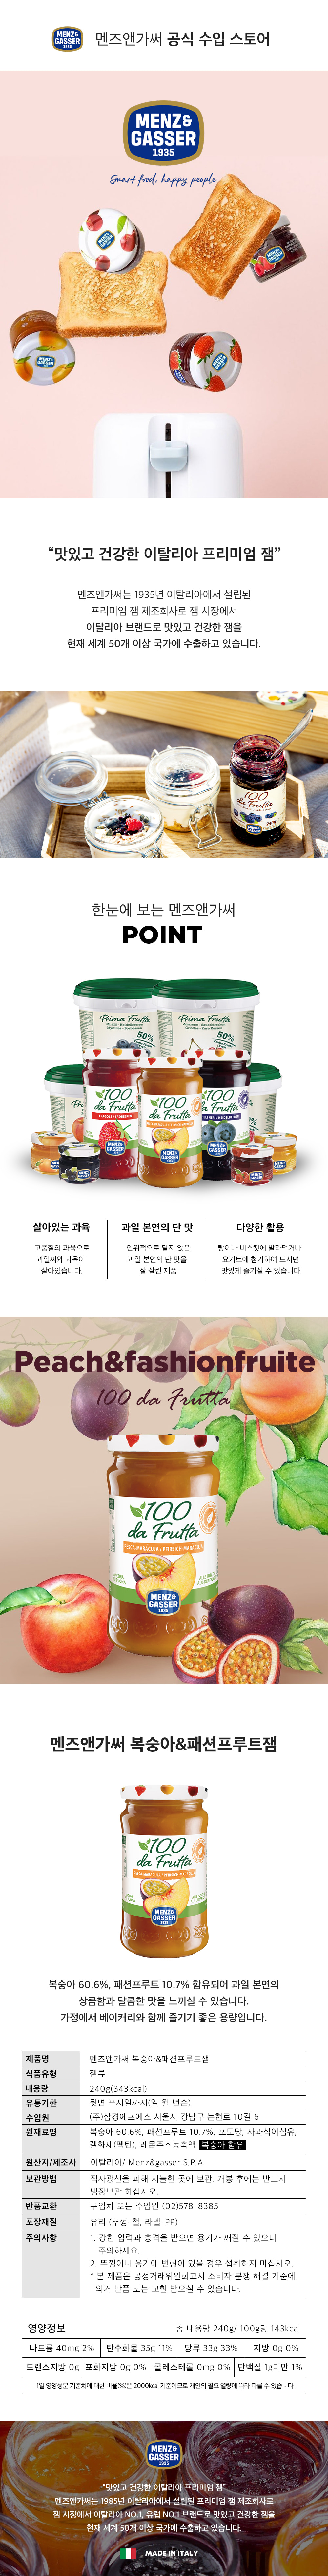 MENZ&
GASSER
1935
멘즈앤가써 공식 수입 스토어
MENZ&
GASSER
1935
Smart food, happy people
“맛있고 건강한 이탈리아 프리미엄 잼”
멘즈앤가써는 1935년 이탈리아에서 설립된
프리미엄 잼 제조회사로 잼 시장에서
이탈리아 브랜드로 맛있고 건강한 잼을
현재 세계 50개 이상 국가에 수출하고 있습니다.
100
da Frutta
240g
한눈에 보는 멘즈앤가써
POINT
Prima Frutta
50%
Prima Frutta
50%
100
da Frutta
100
da Frutta
100
da Frutta
MENZ&
GASSER
MENZ&
GASSER
MENZ&
GASSER
살아있는 과육
고품질의 과육으로
과일씨와 과육이
살아있습니다.
과일 본연의 단 맛
인위적으로 달지 않은
과일 본연의 단 맛을
잘 살린 제품
다양한 활용
빵이나 비스킷에 발라먹거나
요거트에 첨가하여 드시면
맛있게 즐기실 수 있습니다.
Peach&fashionfruite
100 da Frutta
100
da Frutta
PESCA-MARACUJA / PFIRSICH-MARACUJA
MENZ&
GASSER
1935
멘즈앤가써 복숭아&패션프루트잼
100
da Frutta
PESCA-MARACUJA / PFIRSICH-MARACUJA
MENZ&
GASSER
1935
복숭아 60.6%, 패션프루트 10.7% 함유되어 과일 본연의
상큼함과 달콤한 맛을 느끼실 수 있습니다.
가정에서 베이커리와 함께 즐기기 좋은 용량입니다.
제품명 멘즈앤가써 복숭아&패션프루트잼
식품유형 잼류
내용량 240g(343kcal)
유통기한 뒷면 표시일까지(일 월 년순)
수입원 (주)삼경에프에스 서울시 강남구 논현로 10길 6
원재료명 복숭아 60.6%, 패션프루트 10.7%, 포도당, 사과식이섬유,
겔화제(펙틴), 레몬주스농축액 복숭아 함유
원산지/제조사 이탈리아/ Menz&gasser S.P.A
보관방법 직사광선을 피해 서늘한 곳에 보관, 개봉 후에는 반드시
냉장보관 하십시오.
반품교환 구입처 또는 수입원 (02)578-8385
포장재질 유리 (뚜껑-철, 라벨-PP)
주의사항 1. 강한 압력과 충격을 받으면 용기가 깨질 수 있으니
주의하세요.
2. 뚜껑이나 용기에 변형이 있을 경우 섭취하지 마십시오.
* 본 제품은 공정거래위원회고시 소비자 분쟁 해결 기준에
의거 반품 또는 교환 받으실 수 있습니다.
영양정보 총 내용량 240g/ 100g당 143kcal
나트륨 40mg 2% 탄수화물 35g 11% 당류 33g 33% 지방 0g 0%
트랜스지방 0g 포화지방 0g 0% 콜레스테롤 0mg 0% 단백질 1g미만 1%
1일 영양성분 기준치에 대한 비율(%)은 2000kcal 기준이므로 개인의 필요 열량에 따라 다를 수 있습니다.
MENZ&
GASSER
1935
“맛있고 건강한 이탈리아 프리미엄 잼”
멘즈앤가써는 1985년 이탈리아에서 설립된 프리미엄 잼 제조회사로
잼 시장에서 이탈리아 NO.1, 유럽 NO.1 브랜드로 맛있고 건강한 잼을
현재 세계 50개 이상 국가에 수출하고 있습니다.
MADE IN ITALY